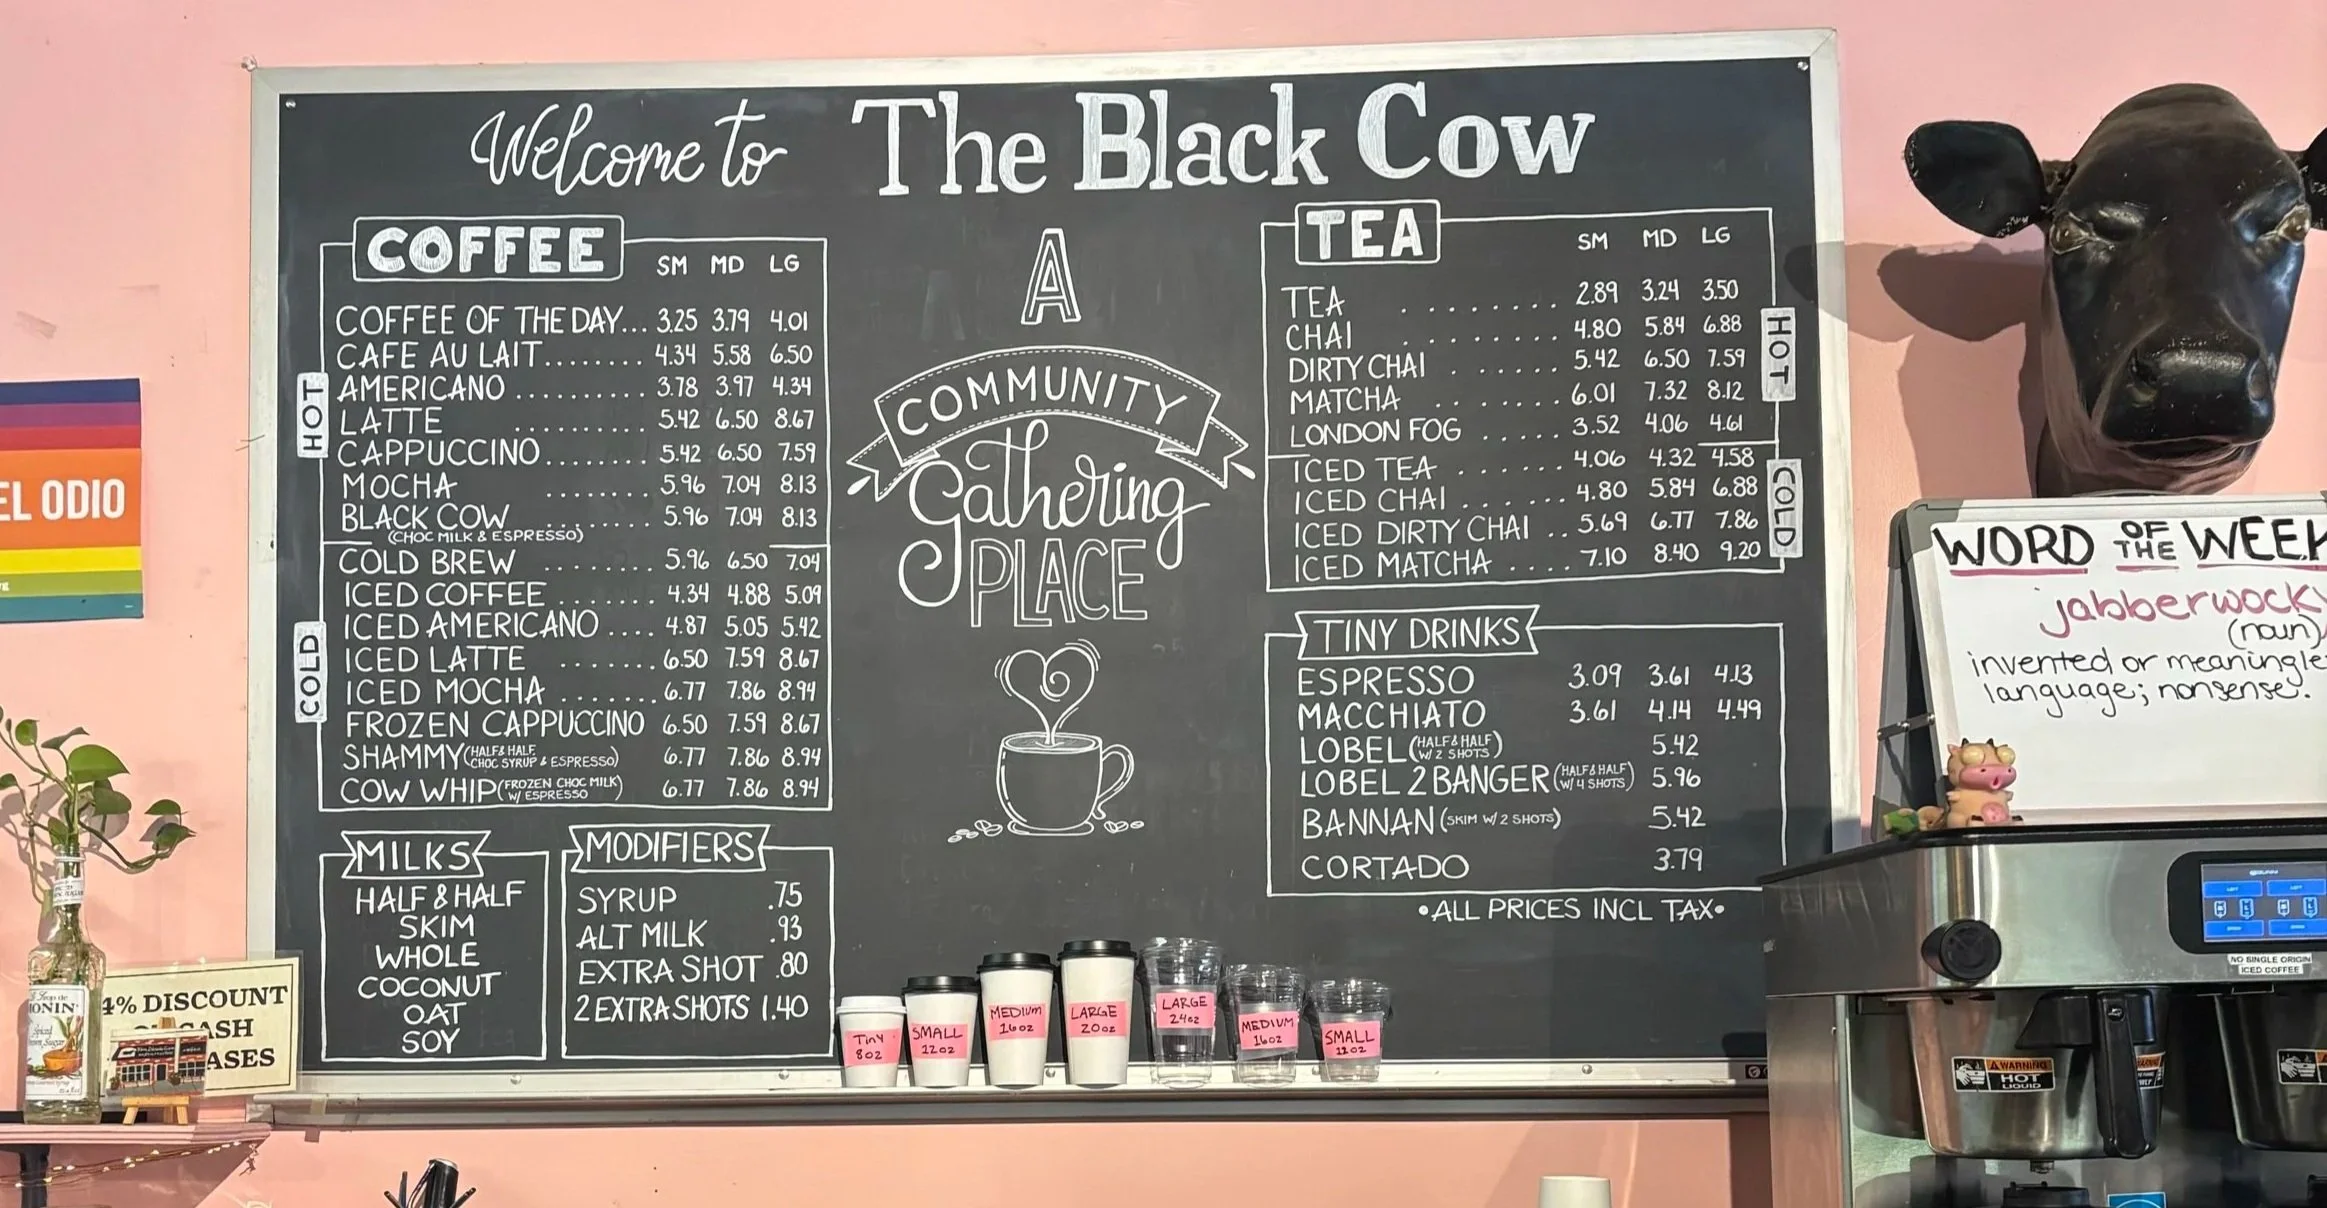 Welcome to The Black Cow
COFFEE
SM MD LG
HOT
COFFEE OF THE DAY... 3.25 3.79 4.01
CAFE AU LAIT........ 4.34 5.58 6.50
AMERICANO .......... 3.78 3.97 4.34
LATTE .......... 5.42 6.50 8.67
CAPPUCCINO........ 5.42 6.50 7.59
MOCHA ........ 5.96 7.04 8.13
BLACK COW ........ 5.96 7.04 8.13
(CHOC MILK & ESPRESSO)
COLD
COLD BREW ........ 5.96 6.50 7.04
ICED COFFEE ....... 4.34 4.88 5.09
ICED AMERICANO .... 4.87 5.05 5.42
ICED LATTE ....... 6.50 7.59 8.67
ICED MOCHA ....... 6.77 7.86 8.94
FROZEN CAPPUCCINO 6.50 7.59 8.67
SHAMMY (HALF & HALF, CHOC SYRUP & ESPRESSO) 6.77 7.86 8.94
COW WHIP (FROZEN CHOC MILK W/ ESPRESSO) 6.77 7.86 8.94
MILKS
HALF & HALF
SKIM
WHOLE
COCONUT
OAT
SOY
MODIFIERS
SYRUP .75
ALT MILK .93
EXTRA SHOT .80
2 EXTRA SHOTS 1.40
A
COMMUNITY
Gathering
PLACE
TEA
SM MD LG
HOT
TEA ........ 2.89 3.24 3.50
CHAI ........ 4.80 5.84 6.88
DIRTY CHAI ...... 5.42 6.50 7.59
MATCHA ....... 6.01 7.32 8.12
LONDON FOG ..... 3.52 4.06 4.61
COLD
ICED TEA ...... 4.06 4.32 4.58
ICED CHAI ...... 4.80 5.84 6.88
ICED DIRTY CHAI .. 5.69 6.77 7.86
ICED MATCHA .... 7.10 8.40 9.20
TINY DRINKS
ESPRESSO 3.09 3.61 4.13
MACCHIATO 3.61 4.14 4.49
LOBEL (HALF & HALF W/ 2 SHOTS) 5.42
LOBEL 2 BANGER (HALF & HALF W/ 4 SHOTS) 5.96
BANNAN (SKIM W/ 2 SHOTS) 5.42
CORTADO 3.79
•ALL PRICES INCL TAX•
Tiny
8oz
SMALL
12oz
MEDIUM
16oz
LARGE
20oz
LARGE
24oz
MEDIUM
16oz
SMALL
12oz
EL ODIO
4% DISCOUNT
CASH
ASES
WORD OF THE WEEK
jabberwocky
(noun)
invented or meaningle
language; nonsense.
NO SINGLE ORIGIN
ICED COFFEE
WARNING
HOT
LIQUID